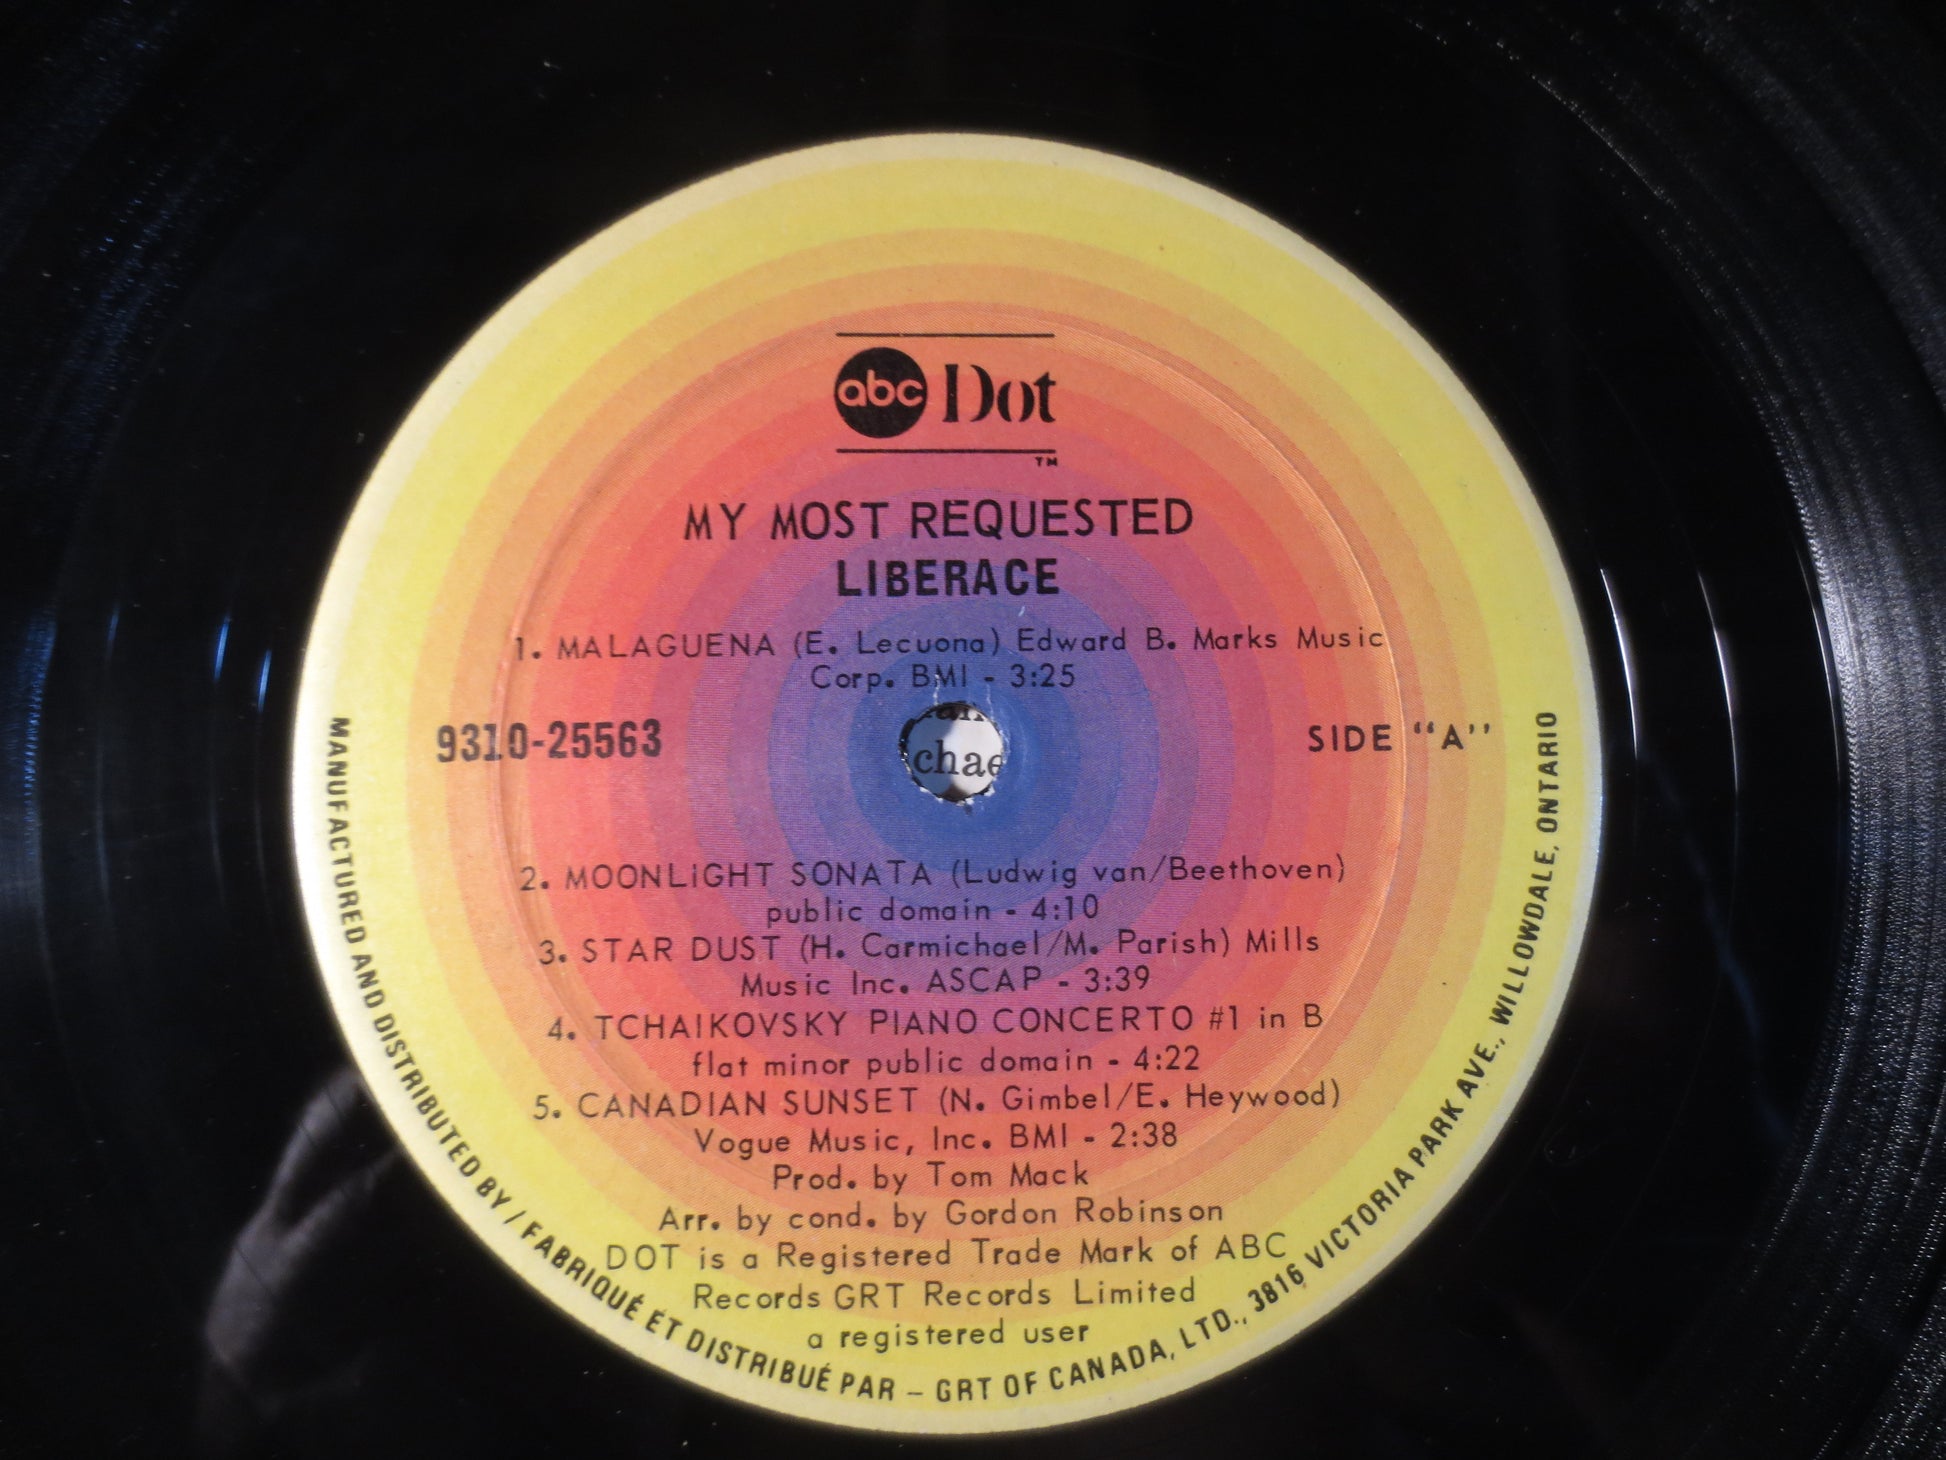 abc Dot
TM
MY MOST REQUESTED
LIBERACE
1. MALAGUENA (E. Lecuona) Edward B. Marks Music
Corp. BMI - 3:25
9310-25563
SIDE "A"
chae
2. MOONLiGHT SONATA (Ludwig van/Beethoven)
public domain - 4:10
3. STAR DUST (H. Carmichael/M. Parish) Mills
Music Inc. ASCAP - 3:39
4. TCHAIKOVSKY PIANO CONCERTO #1 in B
flat minor public domain - 4:22
5. CANADIAN SUNSET (N. Gimbel/E. Heywood)
Vogue Music, Inc. BMI - 2:38
Prod. by Tom Mack
Arr. by cond. by Gordon Robinson
DOT is a Registered Trade Mark of ABC
Records GRT Records Limited
a registered user
MANUFACTURED AND DISTRIBUTED BY / FABRIQUÉ ÉT DISTRIBUÉ PAR – GRT OF CANADA, LTD., 3816 VICTORIA PARK AVE., WILLOWDALE, ONTARIO